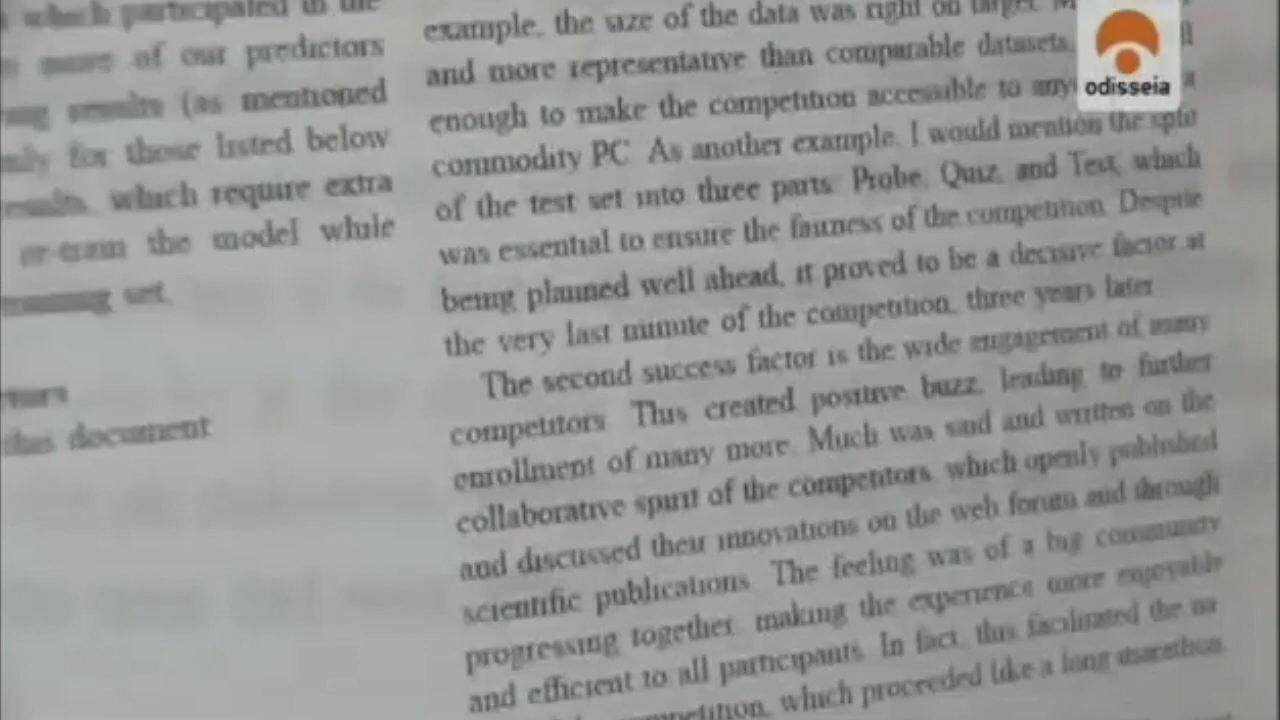 which participated in the
of our predictors
results (as mentioned
for those listed below
which require extra
the model while
set.
this document
example, the size of the data was right on target.
and more representative than comparable datasets,
enough to make the competition accessible to any
commodity PC. As another example, I would mention the split
of the test set into three parts: Probe, Quiz, and Test, which
was essential to ensure the fairness of the competition. Despite
being planned well ahead, it proved to be a decisive factor at
the very last minute of the competition, three years later.
The second success factor is the wide engagement of many
competitors. This created positive buzz, leading to further
enrollment of many more. Much was said and written on the
collaborative spirit of the competitors, which openly published
and discussed their innovations on the web forum and through
scientific publications. The feeling was of a big community
progressing together, making the experience more enjoyable
and efficient to all participants. In fact, this facilitated the na
which proceeded like a long marathon,
odisseia